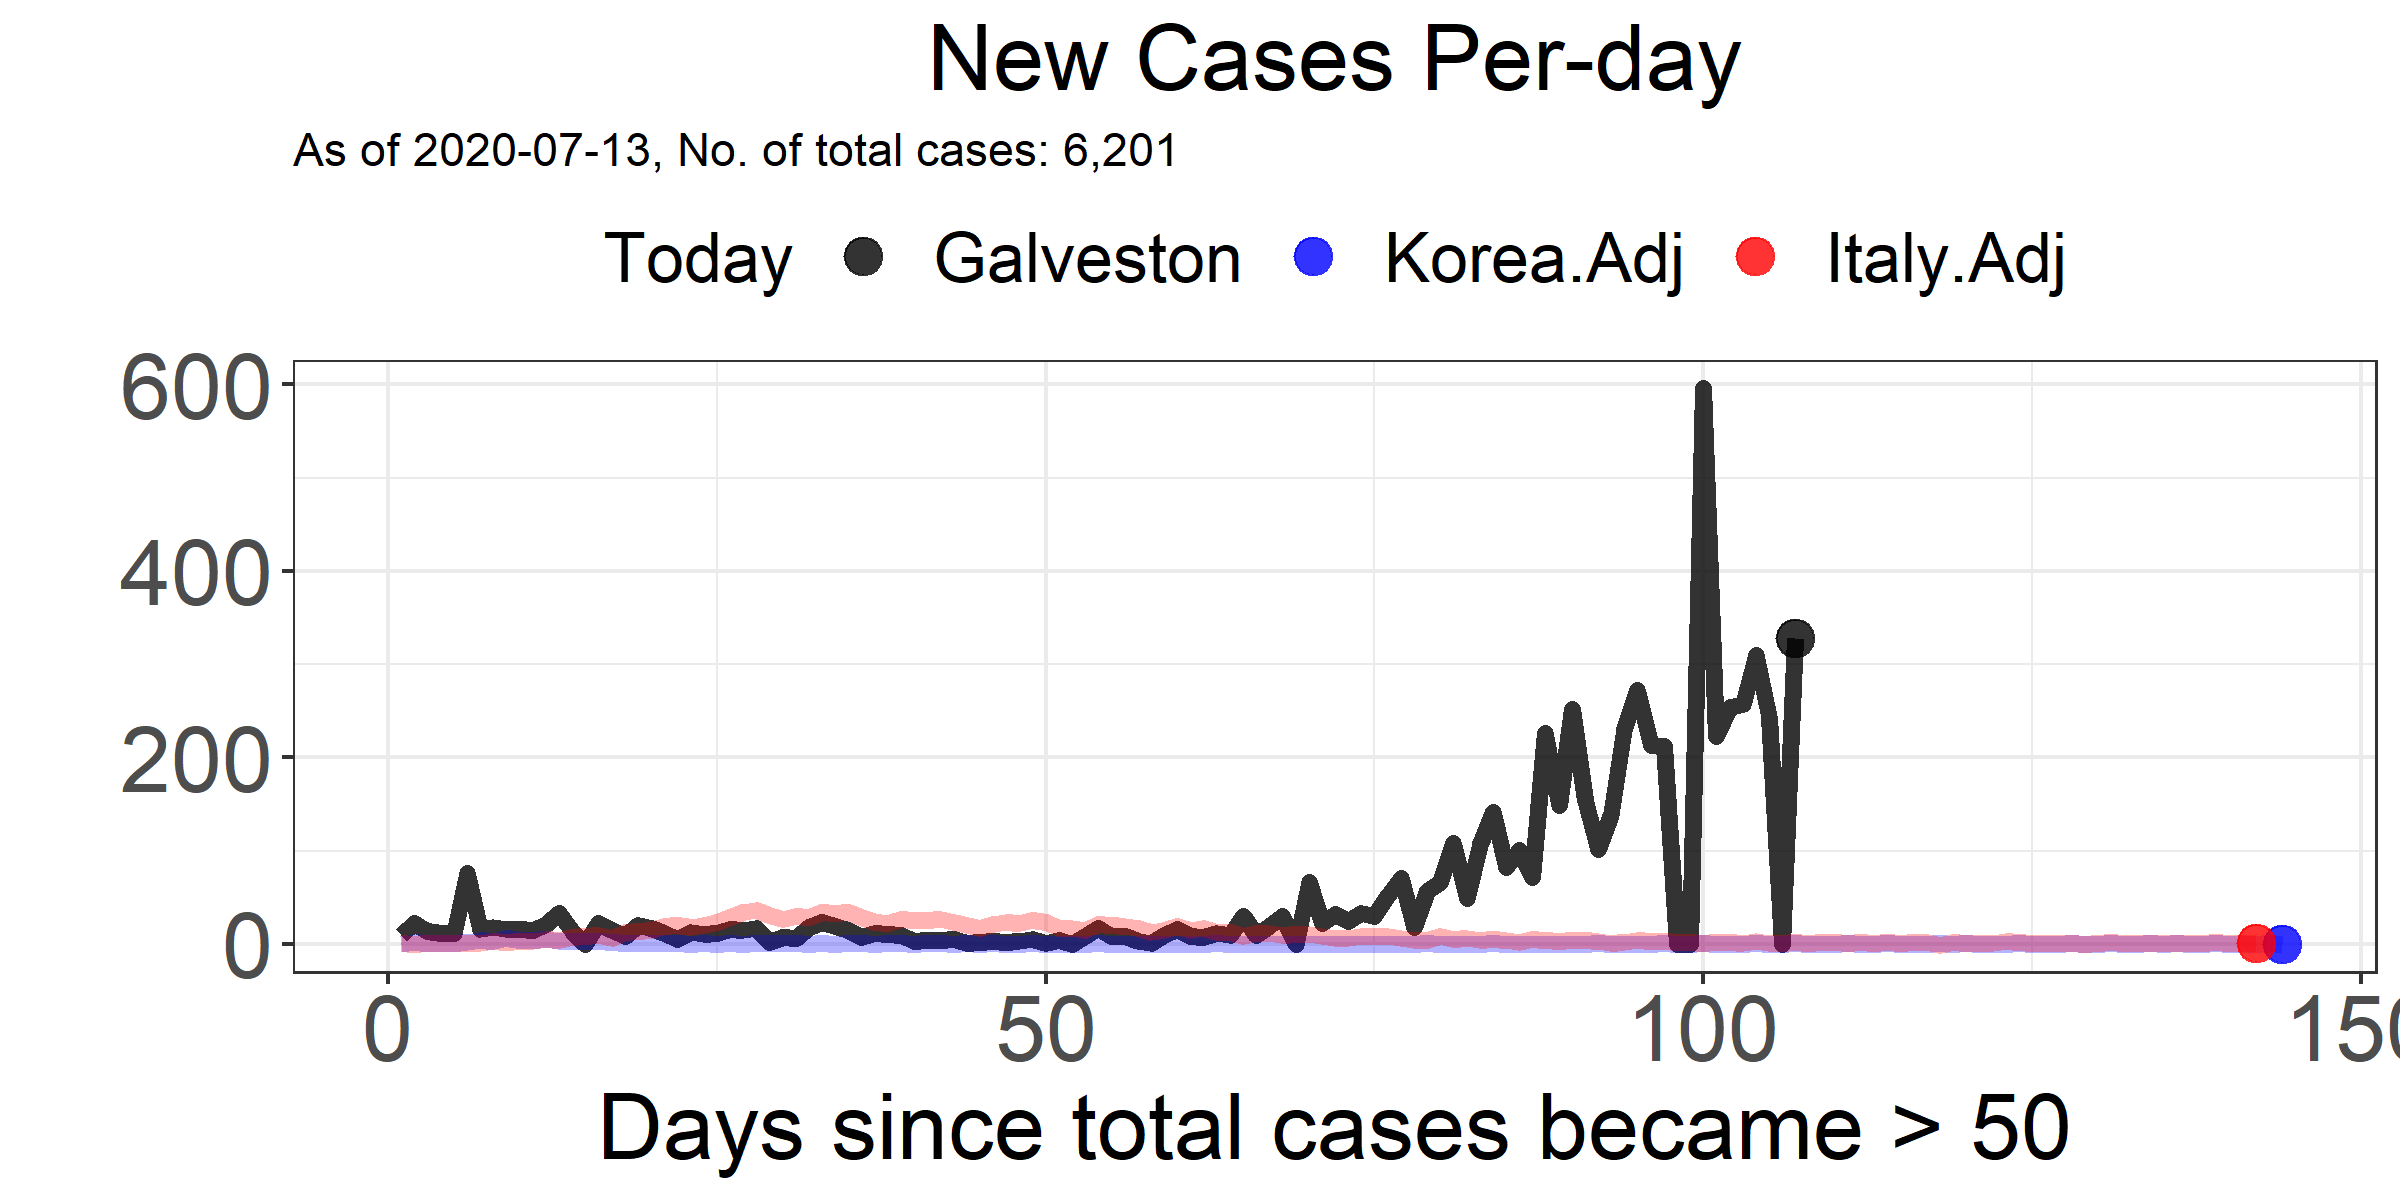 New Cases Per-day
As of 2020-07-13, No. of total cases: 6,201
Today Galveston Korea.Adj Italy.Adj
600
400
200
0
0 50 100 150
Days since total cases became > 50